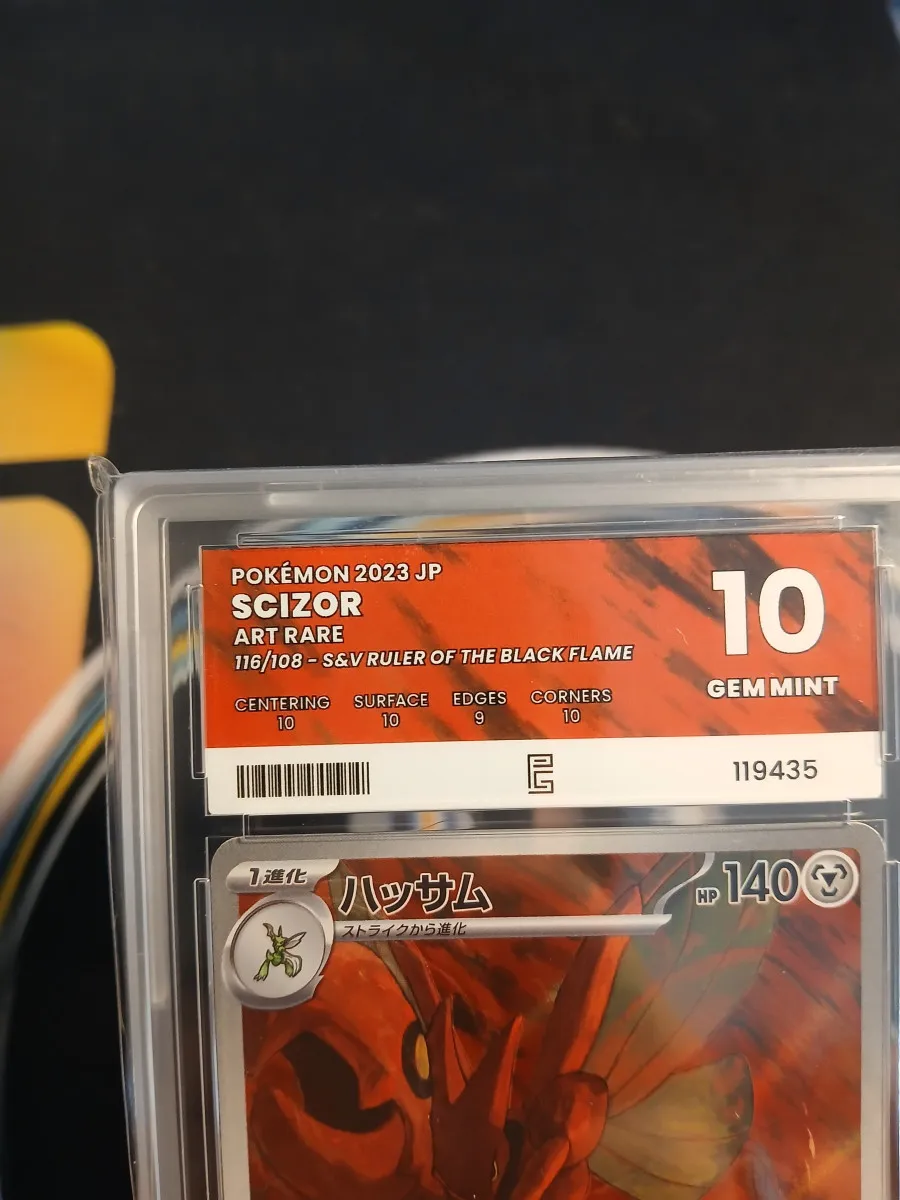 POKÉMON 2023 JP
SCIZOR
ART RARE
116/108 - S&V RULER OF THE BLACK FLAME
10
GEM MINT
CENTERING SURFACE EDGES CORNERS
10 10 9 10
119435
1進化 ハッサム HP 140
ストライクから進化